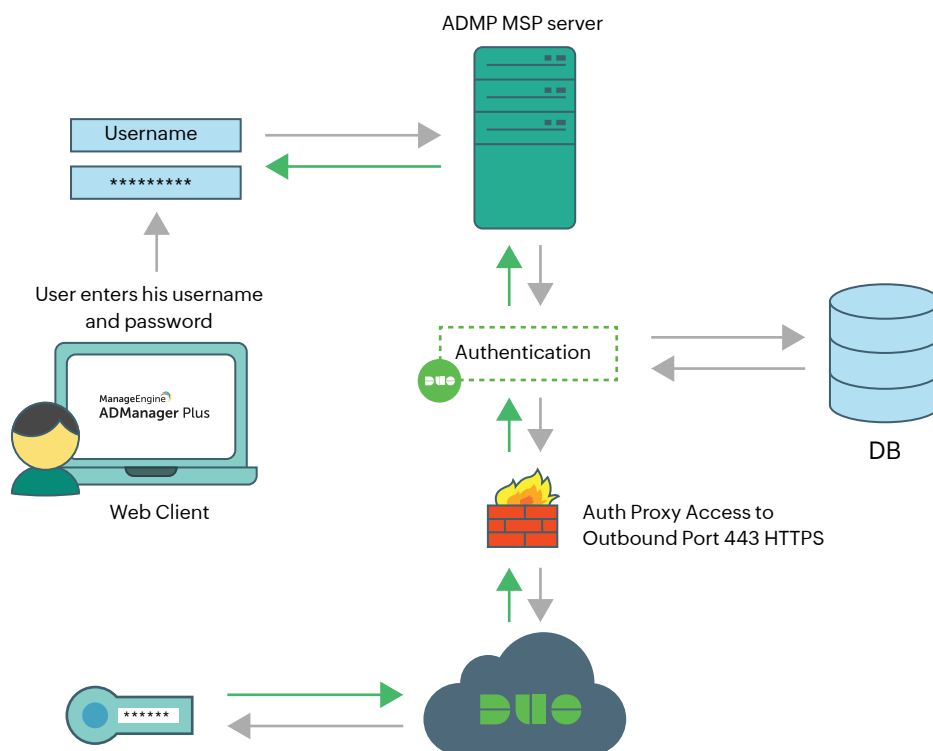 ADMP MSP server
Username
*********
User enters his username
and password
Authentication
DUO
ManageEngine
ADManager Plus
DB
Web Client
Auth Proxy Access to
Outbound Port 443 HTTPS
DUO
******